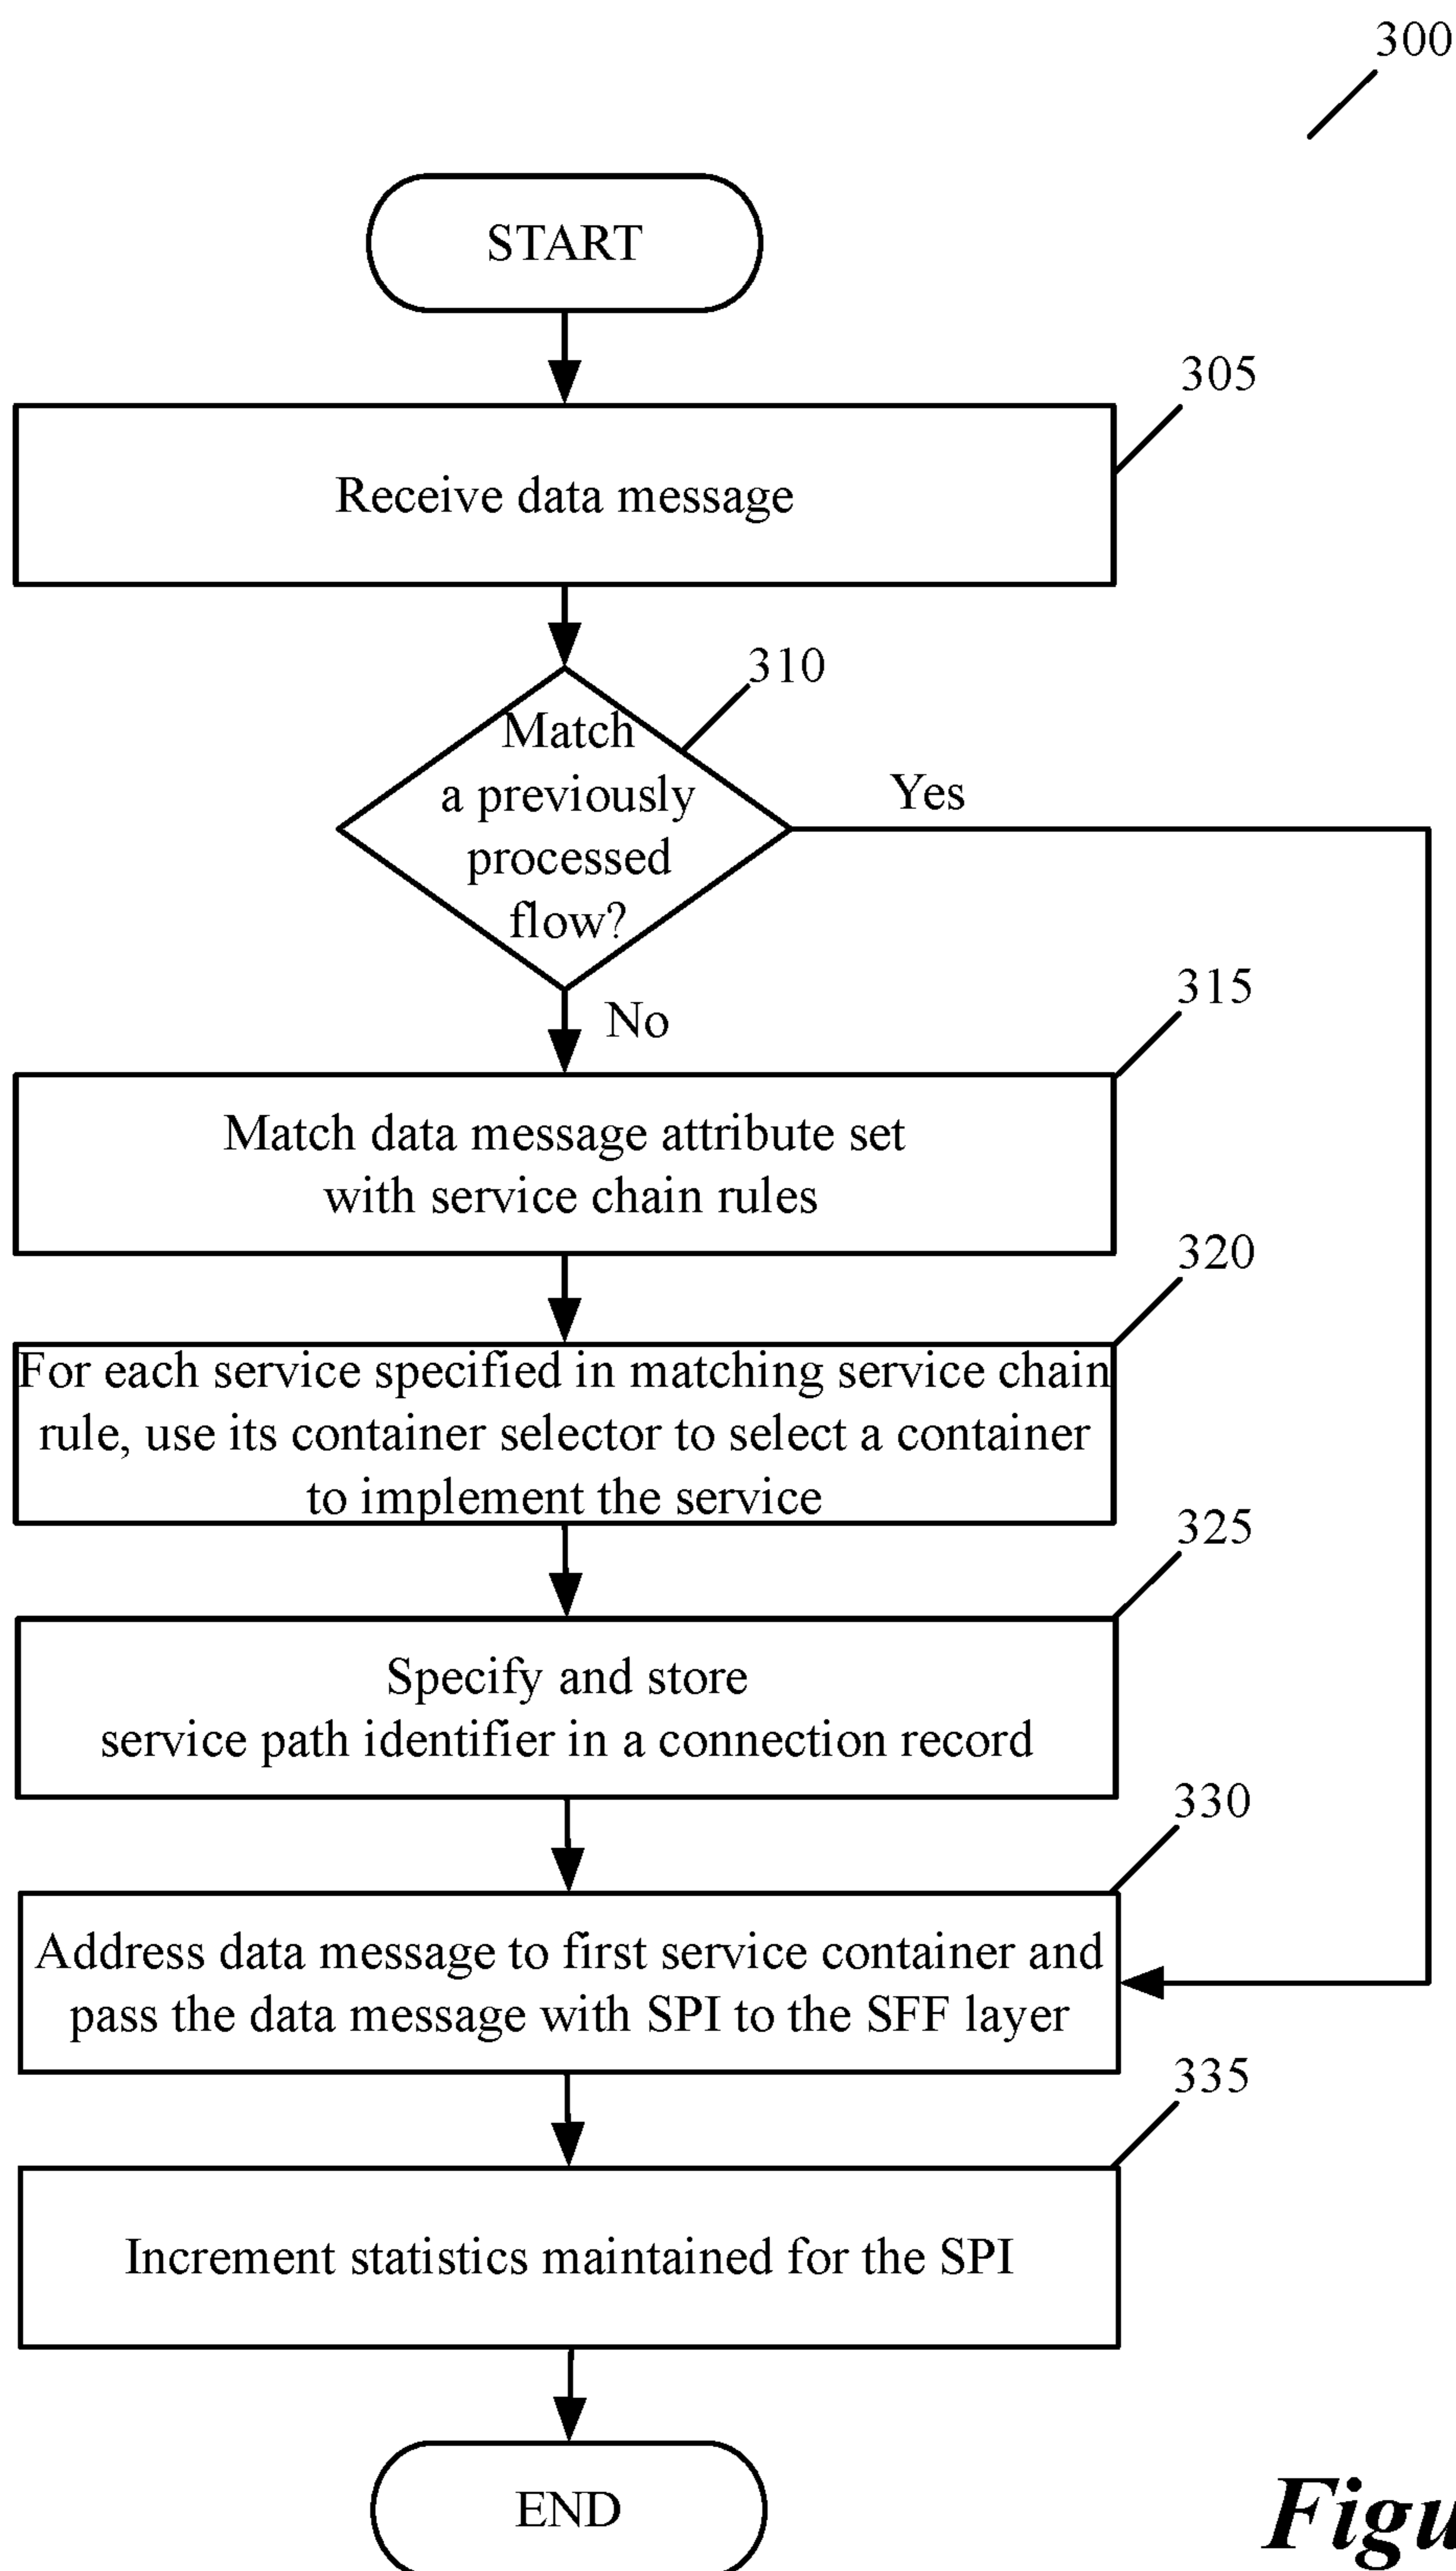 300
START
305
Receive data message
310
Match
a previously
processed
flow?
Yes
No
315
Match data message attribute set
with service chain rules
320
For each service specified in matching service chain
rule, use its container selector to select a container
to implement the service
325
Specify and store
service path identifier in a connection record
330
Address data message to first service container and
pass the data message with SPI to the SFF layer
335
Increment statistics maintained for the SPI
END